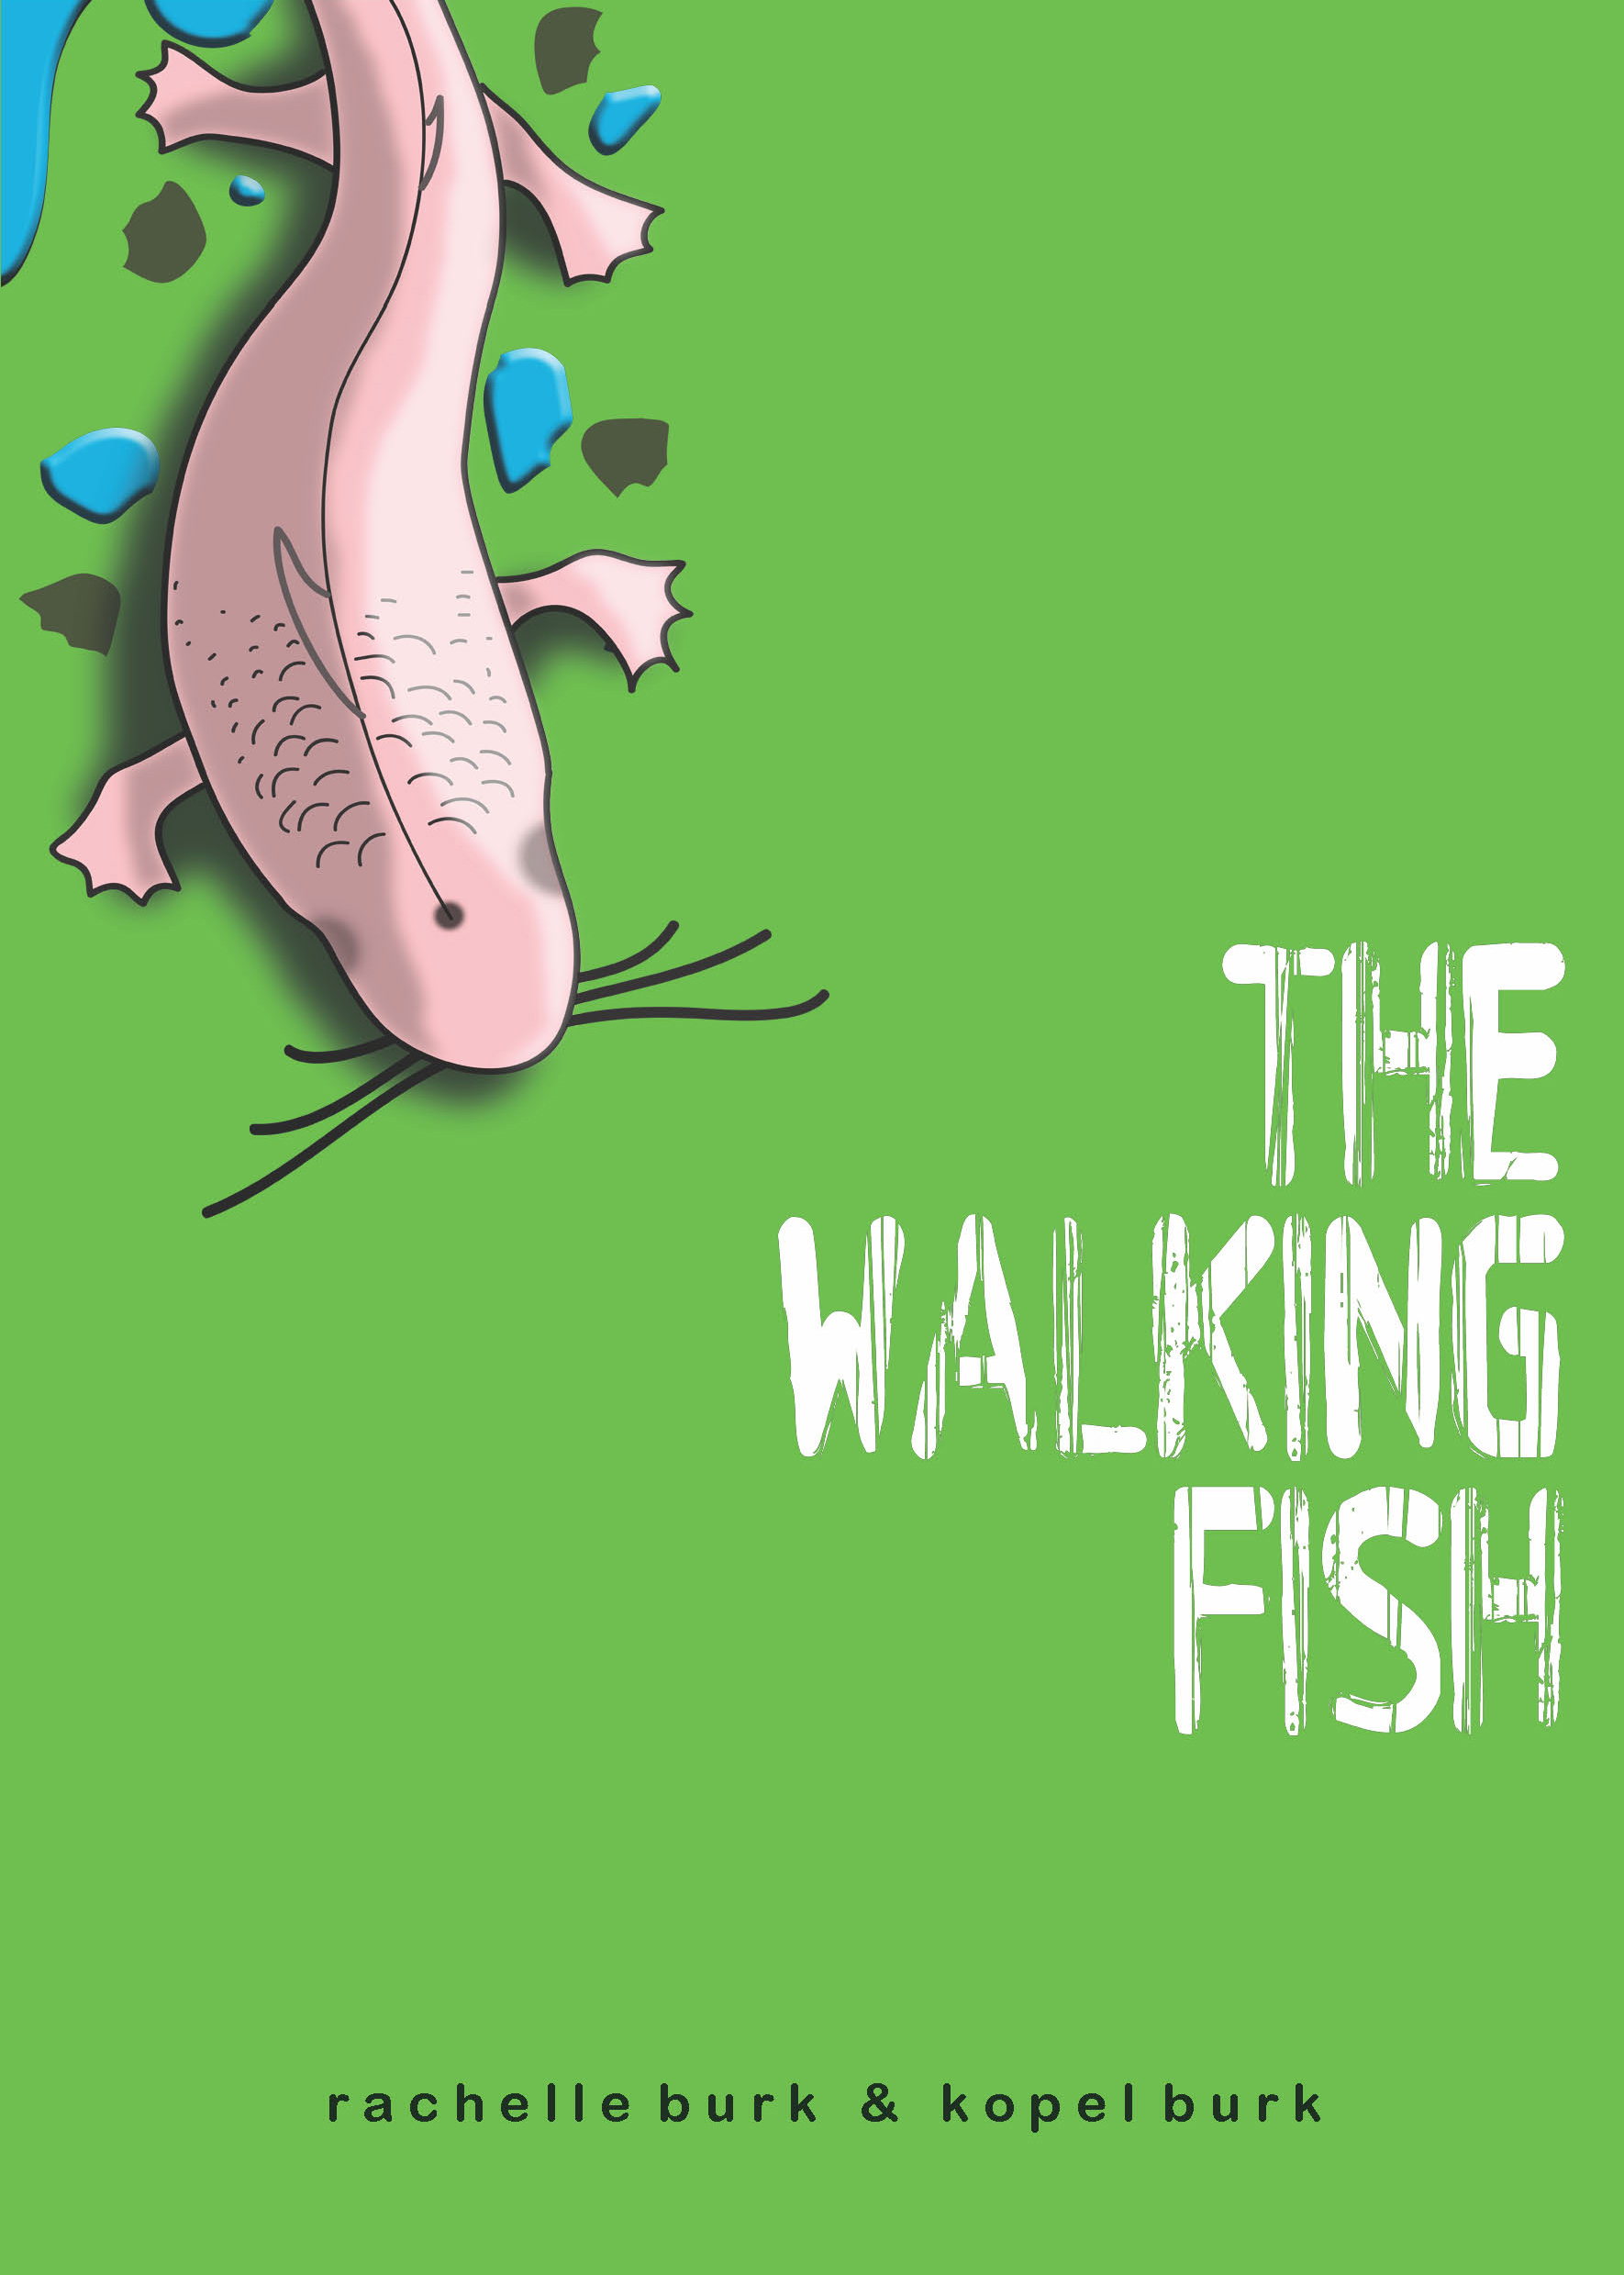 THE
WALKING
FISH
rachelle burk & kopel burk